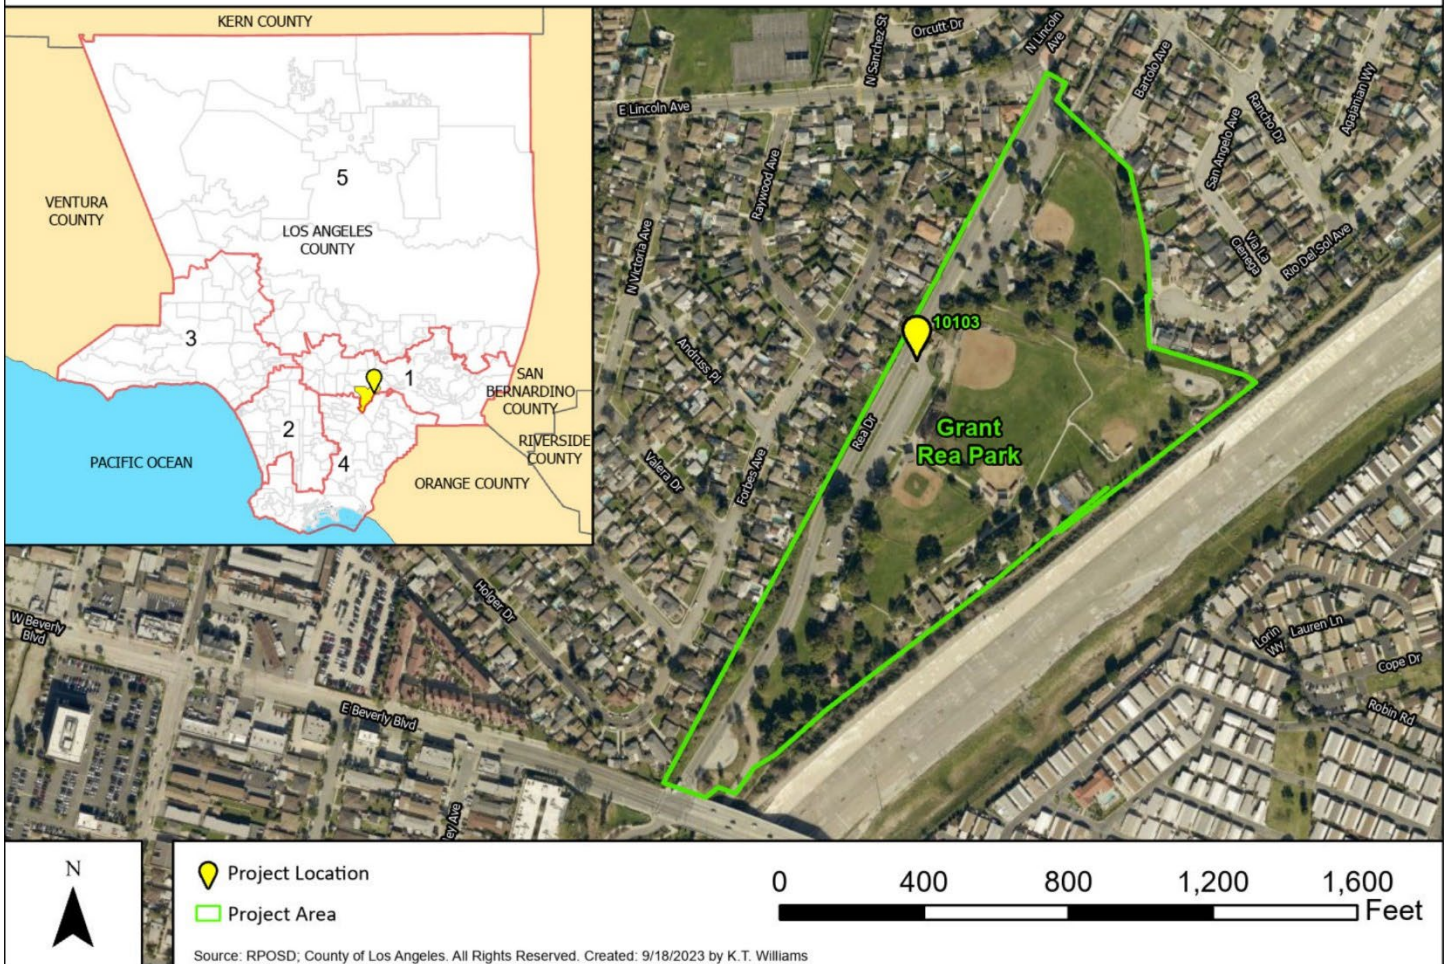 KERN COUNTY
VENTURA
COUNTY
5
LOS ANGELES
COUNTY
3
1
SAN
BERNARDINO
COUNTY
2
RIVERSIDE
COUNTY
4
PACIFIC OCEAN
ORANGE COUNTY
N Sanchez St
Orcutt Dr
N Lincoln
Ave
E Lincoln Ave
Bartolo Ave
Rancho Dr
Agajanian Wy
San Angelo Ave
Raywood Ave
N Victoria Ave
Via La
Cienega
Rio Del Sol Ave
10103
Andruss Pl
Rea Dr
Grant
Rea Park
Valera Dr
Forbes Ave
Holger Dr
W Beverly
Blvd
E Beverly Blvd
ley Ave
Lorin
Wy
Lauren Ln
Cope Dr
Robin Rd
N
Project Location
Project Area
0 400 800 1,200 1,600
Feet
Source: RPOSD; County of Los Angeles. All Rights Reserved. Created: 9/18/2023 by K.T. Williams